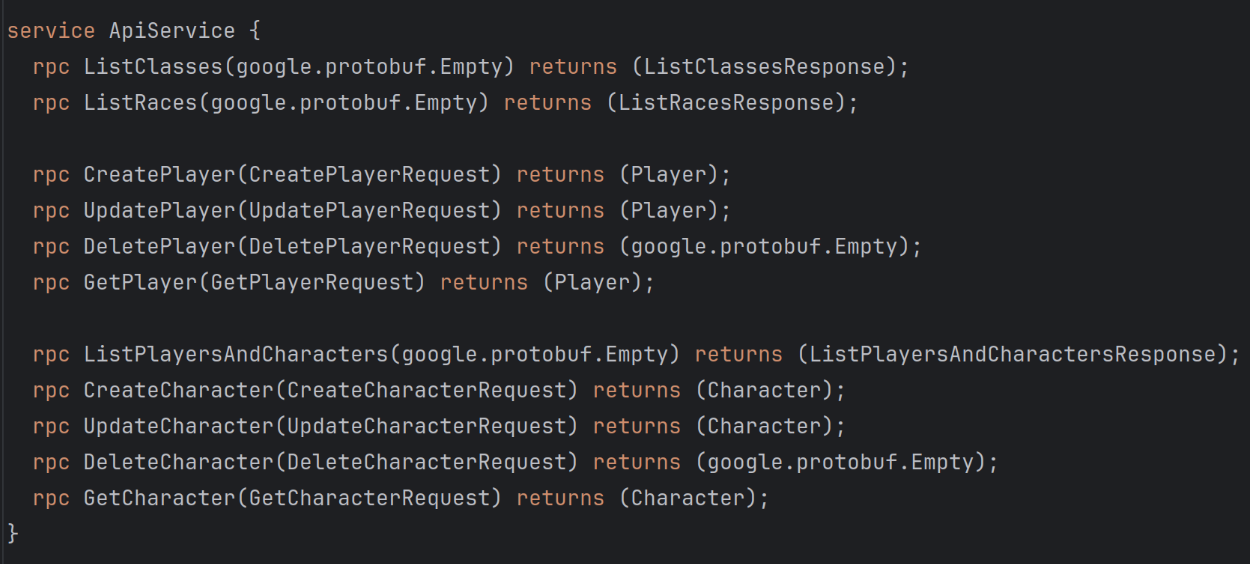 service ApiService {
rpc ListClasses(google.protobuf.Empty) returns (ListClassesResponse);
rpc ListRaces(google.protobuf.Empty) returns (ListRacesResponse);
rpc CreatePlayer(CreatePlayerRequest) returns (Player);
rpc UpdatePlayer(UpdatePlayerRequest) returns (Player);
rpc DeletePlayer(DeletePlayerRequest) returns (google.protobuf.Empty);
rpc GetPlayer(GetPlayerRequest) returns (Player);
rpc ListPlayersAndCharacters(google.protobuf.Empty) returns (ListPlayersAndCharactersResponse);
rpc CreateCharacter(CreateCharacterRequest) returns (Character);
rpc UpdateCharacter(UpdateCharacterRequest) returns (Character);
rpc DeleteCharacter(DeleteCharacterRequest) returns (google.protobuf.Empty);
rpc GetCharacter(GetCharacterRequest) returns (Character);
}